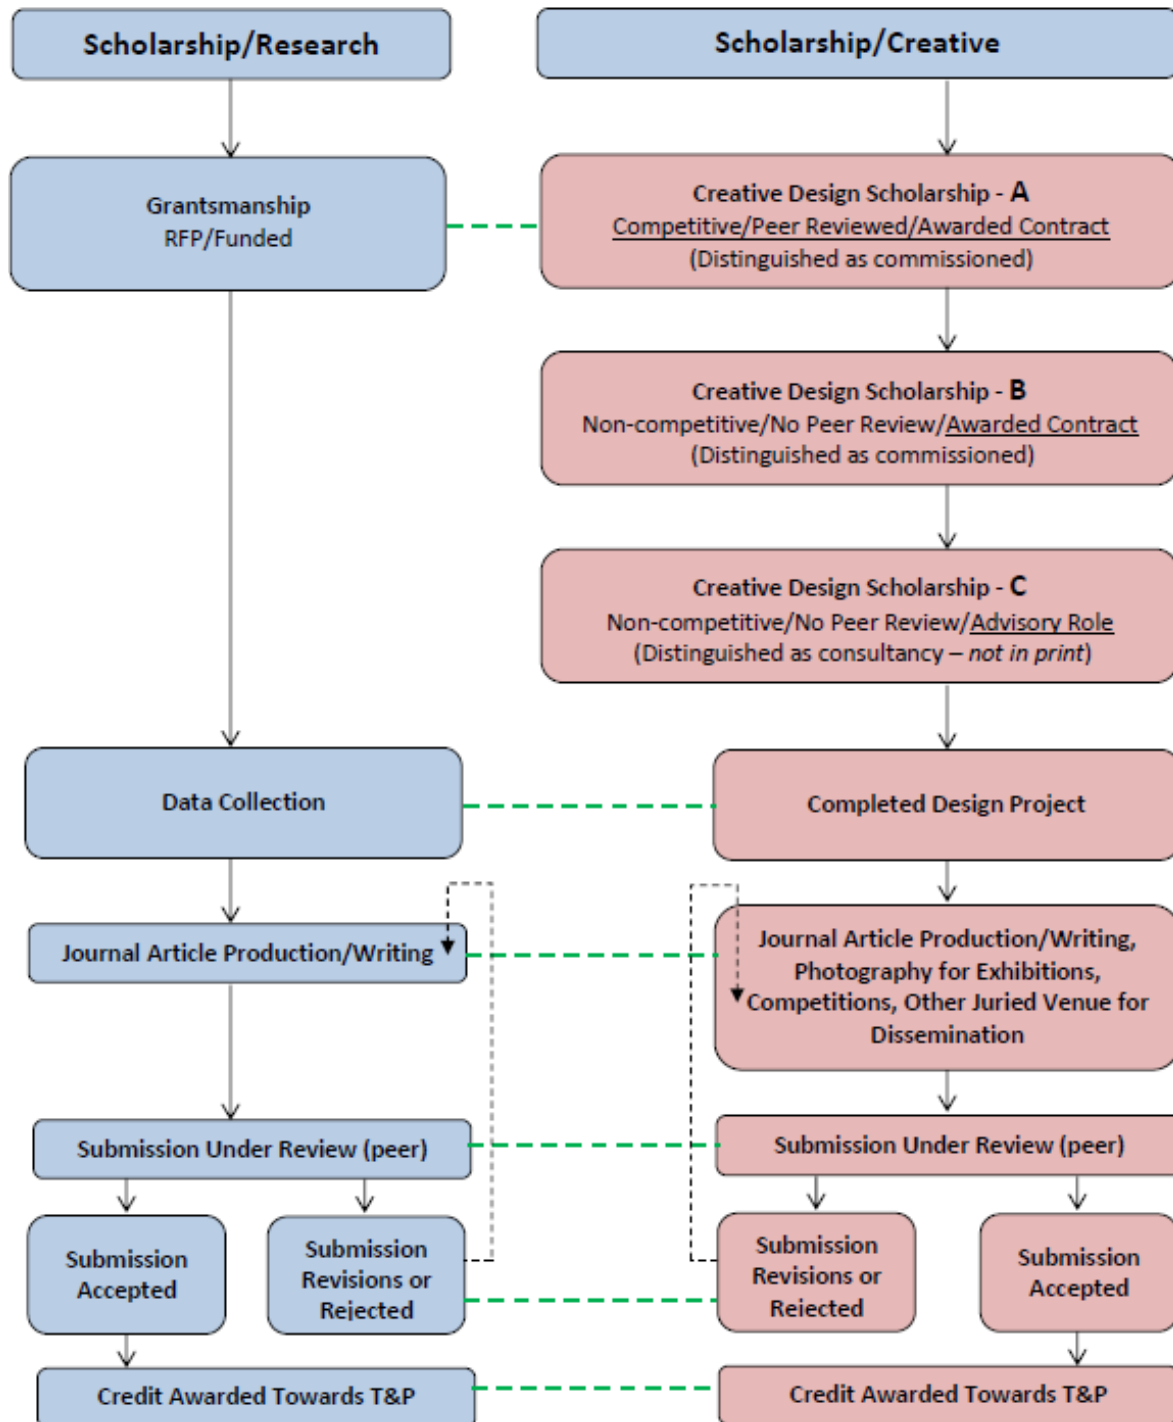 Scholarship/Research
Scholarship/Creative
Grantsmanship
RFP/Funded
Creative Design Scholarship - A
Competitive/Peer Reviewed/Awarded Contract
(Distinguished as commissioned)
Creative Design Scholarship - B
Non-competitive/No Peer Review/Awarded Contract
(Distinguished as commissioned)
Creative Design Scholarship - C
Non-competitive/No Peer Review/Advisory Role
(Distinguished as consultancy – not in print)
Data Collection
Completed Design Project
Journal Article Production/Writing
Journal Article Production/Writing,
Photography for Exhibitions,
Competitions, Other Juried Venue for
Dissemination
Submission Under Review (peer)
Submission Under Review (peer)
Submission
Accepted
Submission
Revisions or
Rejected
Submission
Revisions or
Rejected
Submission
Accepted
Credit Awarded Towards T&P
Credit Awarded Towards T&P